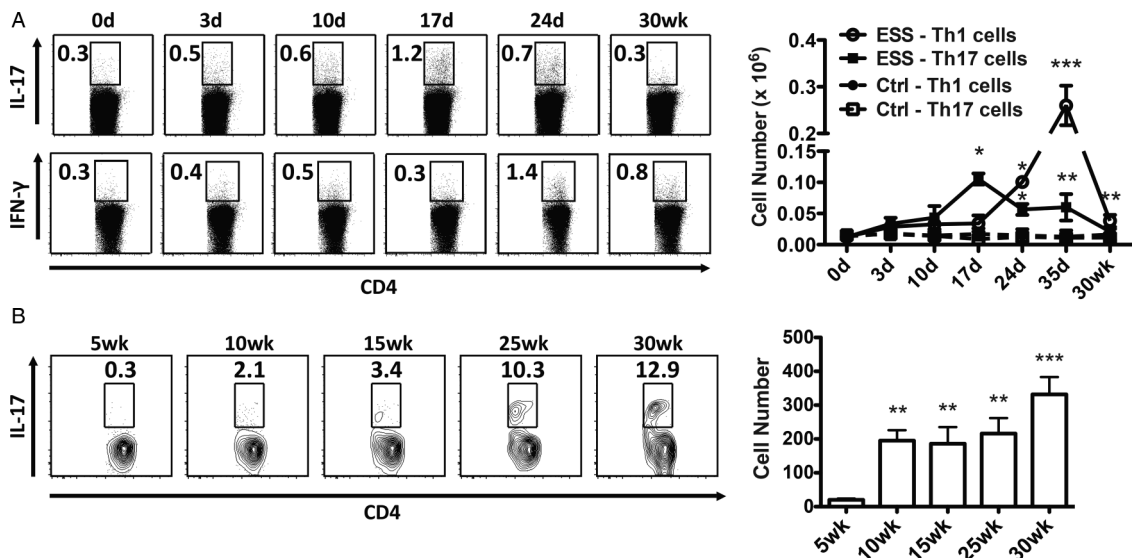 A
0d 3d 10d 17d 24d 30wk
IL-17
0.3 0.5 0.6 1.2 0.7 0.3
IFN-γ
0.3 0.4 0.5 0.3 1.4 0.8
CD4
ESS - Th1 cells
ESS - Th17 cells
Ctrl - Th1 cells
Ctrl - Th17 cells
Cell Number (x 10⁶)
0.4
0.3
0.2
0.10
0.05
0.00
***
*
*
**
*
**
0d 3d 10d 17d 24d 35d 30wk
B
5wk 10wk 15wk 25wk 30wk
IL-17
0.3 2.1 3.4 10.3 12.9
CD4
Cell Number
500
400
300
200
100
0
** ** ** ***
5wk 10wk 15wk 25wk 30wk